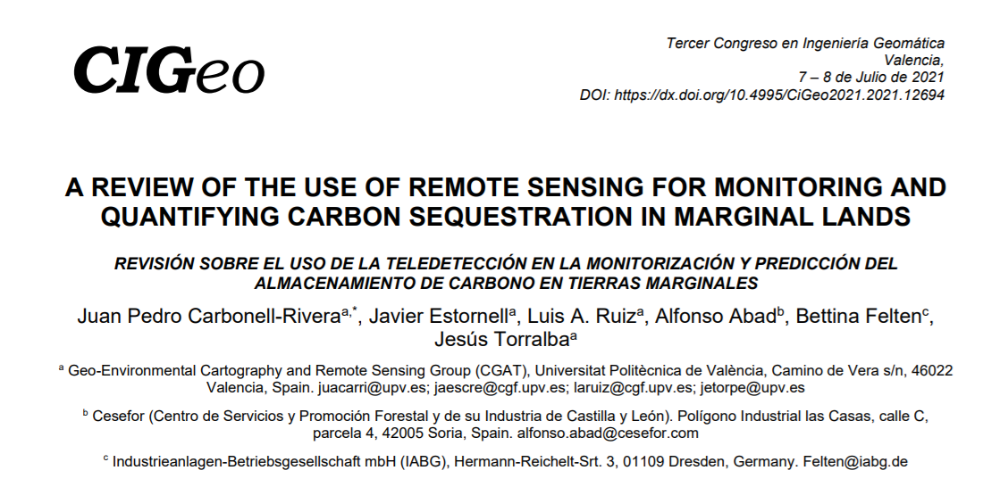 CIGeo
Tercer Congreso en Ingeniería Geomática
Valencia,
7 – 8 de Julio de 2021
DOI: https://dx.doi.org/10.4995/CiGeo2021.2021.12694
A REVIEW OF THE USE OF REMOTE SENSING FOR MONITORING AND
QUANTIFYING CARBON SEQUESTRATION IN MARGINAL LANDS
REVISIÓN SOBRE EL USO DE LA TELEDETECCIÓN EN LA MONITORIZACIÓN Y PREDICCIÓN DEL
ALMACENAMIENTO DE CARBONO EN TIERRAS MARGINALES
Juan Pedro Carbonell-Riveraa,*, Javier Estornella, Luis A. Ruiza, Alfonso Abadb, Bettina Feltenc,
Jesús Torralbaa
a Geo-Environmental Cartography and Remote Sensing Group (CGAT), Universitat Politècnica de València, Camino de Vera s/n, 46022
Valencia, Spain. juacarri@upv.es; jaescre@cgf.upv.es; laruiz@cgf.upv.es; jetorpe@upv.es
b Cesefor (Centro de Servicios y Promoción Forestal y de su Industria de Castilla y León). Polígono Industrial las Casas, calle C,
parcela 4, 42005 Soria, Spain. alfonso.abad@cesefor.com
c Industrieanlagen-Betriebsgesellschaft mbH (IABG), Hermann-Reichelt-Srt. 3, 01109 Dresden, Germany. Felten@iabg.de